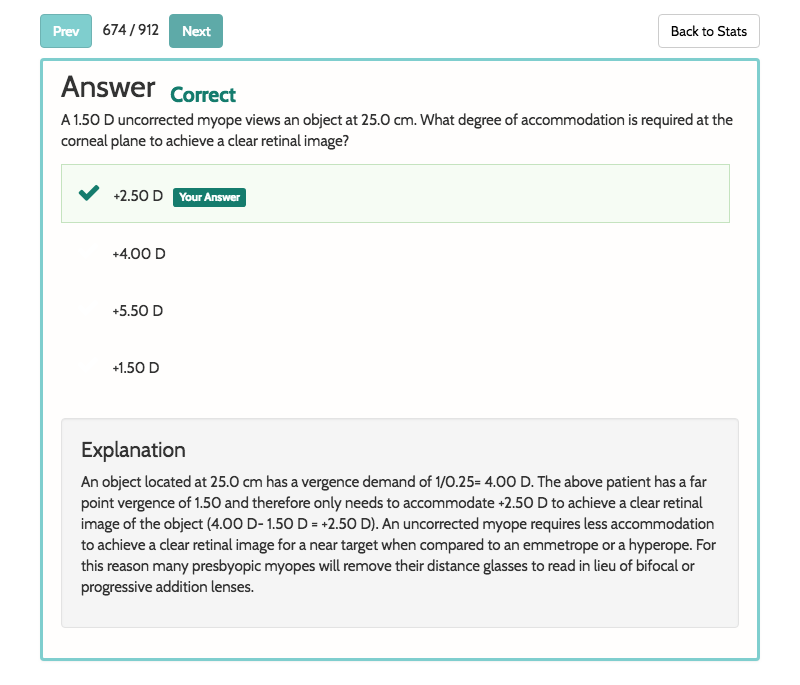 Prev 674 / 912 Next Back to Stats
Answer Correct
A 1.50 D uncorrected myope views an object at 25.0 cm. What degree of accommodation is required at the
corneal plane to achieve a clear retinal image?
+2.50 D Your Answer
+4.00 D
+5.50 D
+1.50 D
Explanation
An object located at 25.0 cm has a vergence demand of 1/0.25= 4.00 D. The above patient has a far
point vergence of 1.50 and therefore only needs to accommodate +2.50 D to achieve a clear retinal
image of the object (4.00 D- 1.50 D = +2.50 D). An uncorrected myope requires less accommodation
to achieve a clear retinal image for a near target when compared to an emmetrope or a hyperope. For
this reason many presbyopic myopes will remove their distance glasses to read in lieu of bifocal or
progressive addition lenses.